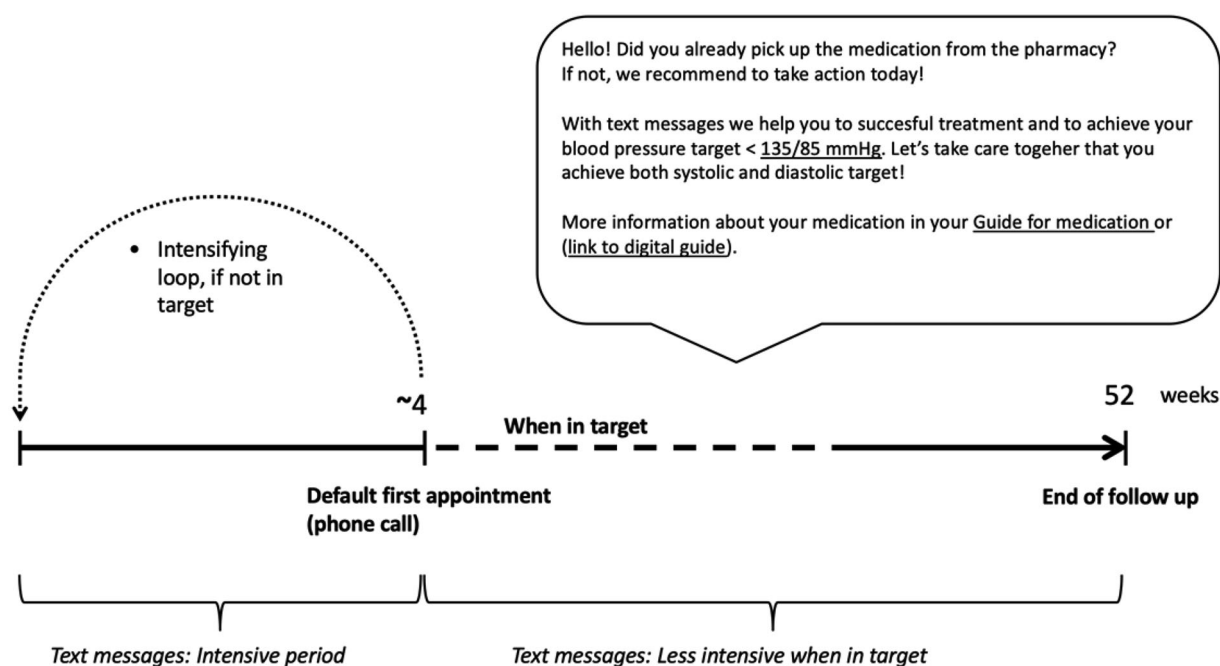 Hello! Did you already pick up the medication from the pharmacy?
If not, we recommend to take action today!
With text messages we help you to succesful treatment and to achieve your
blood pressure target < 135/85 mmHg. Let's take care togeher that you
achieve both systolic and diastolic target!
More information about your medication in your Guide for medication or
(link to digital guide).
• Intensifying
loop, if not in
target
~4
52 weeks
When in target
Default first appointment
(phone call)
End of follow up
Text messages: Intensive period
Text messages: Less intensive when in target